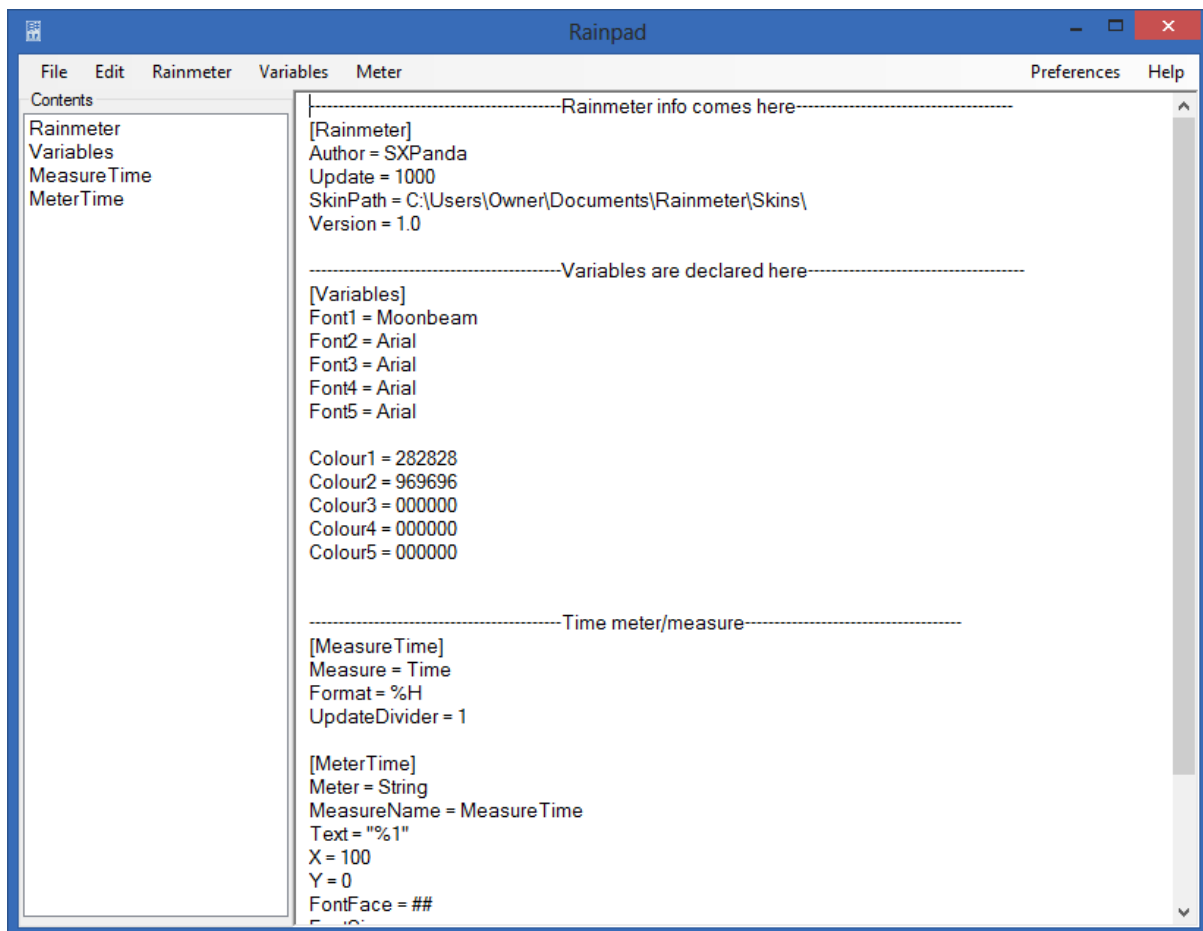 Rainpad
File Edit Rainmeter Variables Meter Preferences Help
Contents
Rainmeter
Variables
MeasureTime
MeterTime
-------------------------------------------Rainmeter info comes here-------------------------------------
[Rainmeter]
Author = SXPanda
Update = 1000
SkinPath = C:\Users\Owner\Documents\Rainmeter\Skins\
Version = 1.0
-------------------------------------------Variables are declared here-------------------------------------
[Variables]
Font1 = Moonbeam
Font2 = Arial
Font3 = Arial
Font4 = Arial
Font5 = Arial
Colour1 = 282828
Colour2 = 969696
Colour3 = 000000
Colour4 = 000000
Colour5 = 000000
-------------------------------------------Time meter/measure-------------------------------------
[MeasureTime]
Measure = Time
Format = %H
UpdateDivider = 1
[MeterTime]
Meter = String
MeasureName = MeasureTime
Text = "%1"
X = 100
Y = 0
FontFace = ##